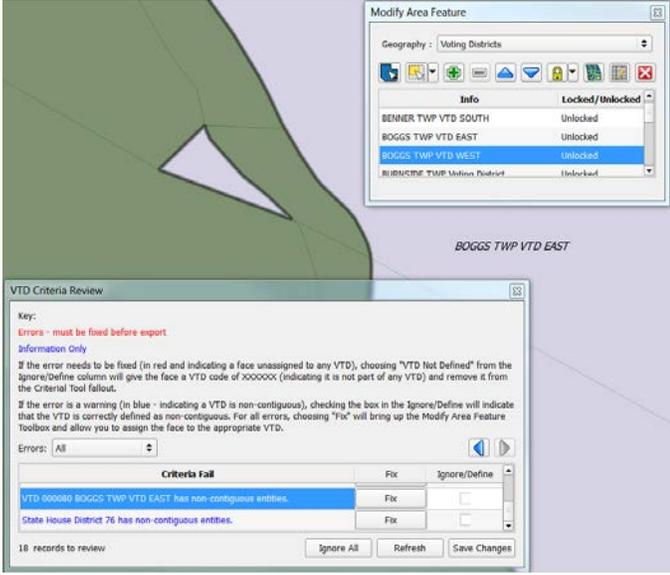 Modify Area Feature
Geography : Voting Districts
Info Locked/Unlocked
BENNER TWP VTD SOUTH Unlocked
BOGGS TWP VTD EAST Unlocked
BOGGS TWP VTD WEST Unlocked
BURNSIDE TWP Voting District Unlocked
BOGGS TWP VTD EAST
VTD Criteria Review
Key:
Errors - must be fixed before export
Information Only
If the error needs to be fixed (in red and indicating a face unassigned to any VTD), choosing "VTD Not Defined" from the
Ignore/Define column will give the face a VTD code of XXXXXX (indicating it is not part of any VTD) and remove it from
the Criterial Tool fallout.
If the error is a warning (in blue - indicating a VTD is non-contiguous), checking the box in the Ignore/Define will indicate
that the VTD is correctly defined as non-contiguous. For all errors, choosing "Fix" will bring up the Modify Area Feature
Toolbox and allow you to assign the face to the appropriate VTD.
Errors: All
Criteria Fail Fix Ignore/Define
VTD 000080 BOGGS TWP VTD EAST has non-contiguous entities. Fix
State House District 76 has non-contiguous entities. Fix
18 records to review Ignore All Refresh Save Changes